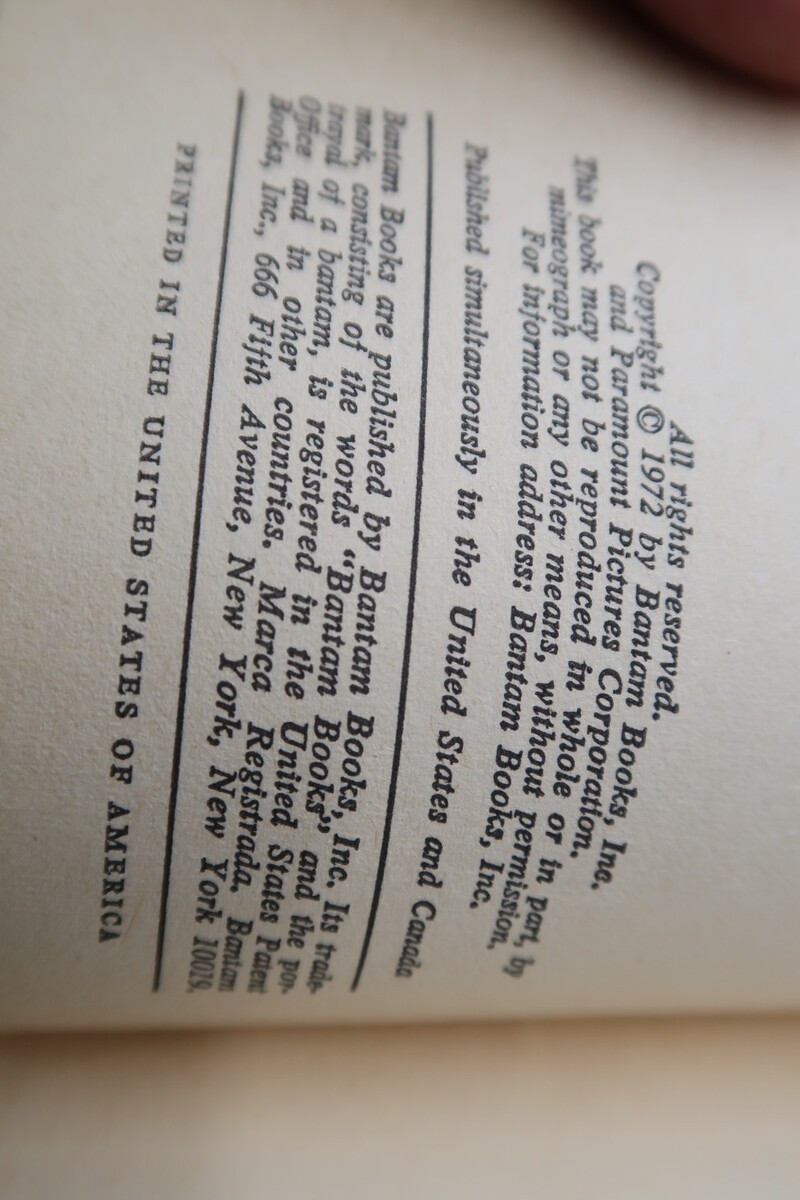 All rights reserved.
Copyright © 1972 by Bantam Books, Inc.
and Paramount Pictures Corporation.
This book may not be reproduced in whole or in part, by
mimeograph or any other means, without permission.
For information address: Bantam Books, Inc.
Published simultaneously in the United States and Canada
Bantam Books are published by Bantam Books, Inc. Its trade-
mark, consisting of the words "Bantam Books" and the por-
trayal of a bantam, is registered in the United States Patent
Office and in other countries. Marca Registrada. Bantam
Books, Inc., 666 Fifth Avenue, New York, New York 10019.
PRINTED IN THE UNITED STATES OF AMERICA